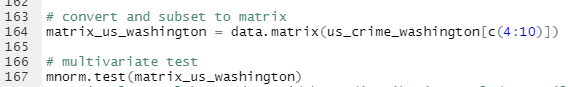 163 # convert and subset to matrix
164 matrix_us_washington = data.matrix(us_crime_washington[c(4:10)])
165
166 # multivariate test
167 mnorm.test(matrix_us_washington)